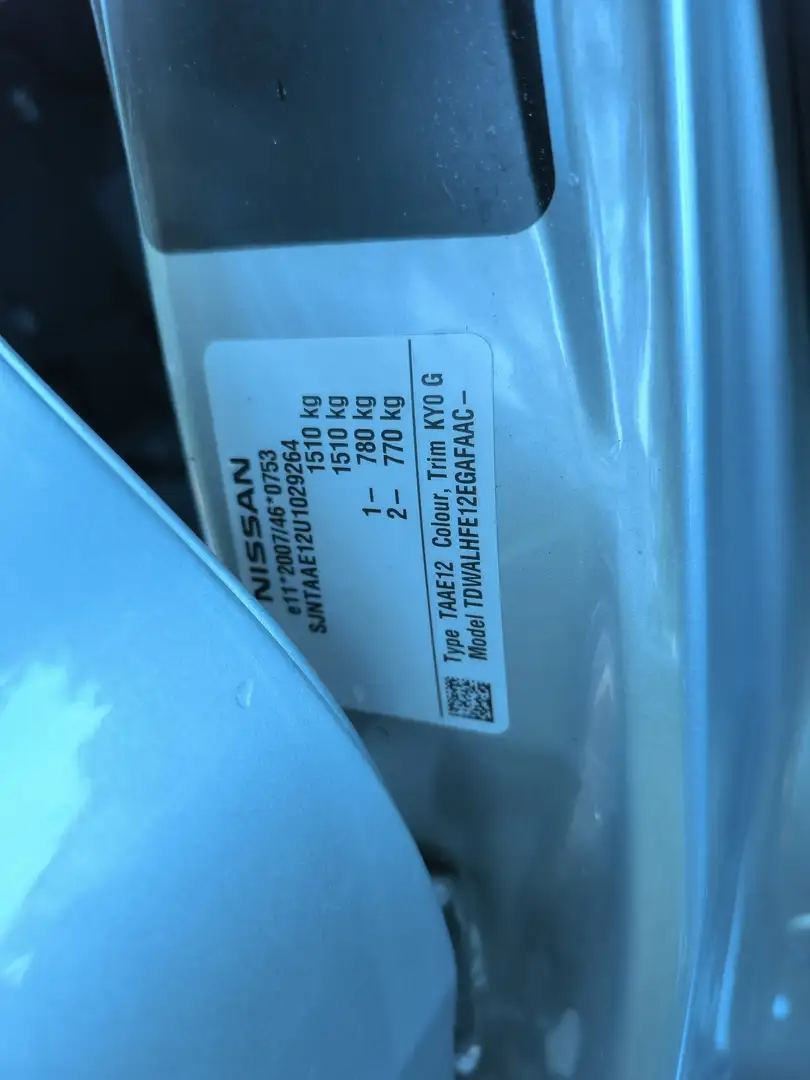 NISSAN
e11*2007/46*0753
SJNTAAE12U1029264
1510 kg
1510 kg
1– 780 kg
2– 770 kg
Type TAAE12 Colour, Trim KY0 G
Model TDWALHFE12EGAFAAC–